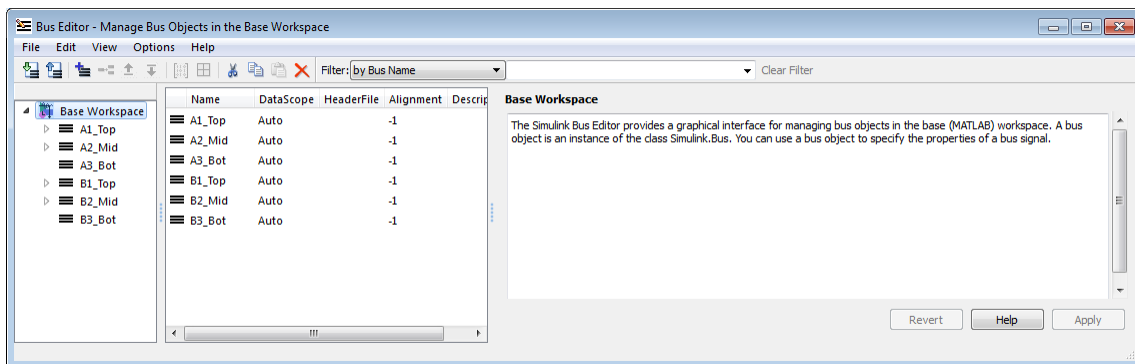 Bus Editor - Manage Bus Objects in the Base Workspace
File Edit View Options Help
Filter: by Bus Name Clear Filter
Base Workspace
A1_Top
A2_Mid
A3_Bot
B1_Top
B2_Mid
B3_Bot
Name DataScope HeaderFile Alignment Descrip
A1_Top Auto -1
A2_Mid Auto -1
A3_Bot Auto -1
B1_Top Auto -1
B2_Mid Auto -1
B3_Bot Auto -1
Base Workspace
The Simulink Bus Editor provides a graphical interface for managing bus objects in the base (MATLAB) workspace. A bus
object is an instance of the class Simulink.Bus. You can use a bus object to specify the properties of a bus signal.
Revert Help Apply